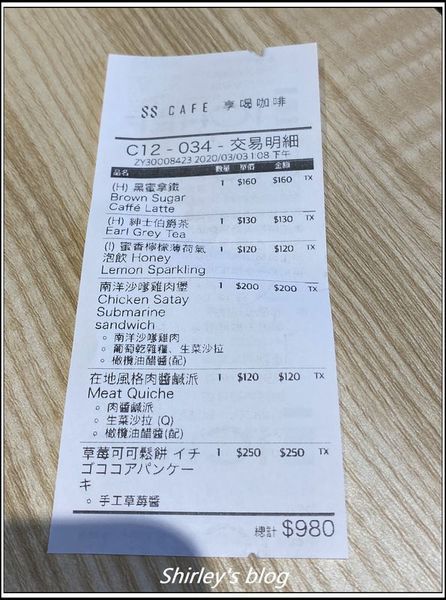 SS CAFE 享喝咖啡
C12 - 034 - 交易明細
ZY30008423 2020/03/03 1:08 下午
品名 數量 單價 金額
(H) 黑蜜拿鐵 1 $160 $160 TX
Brown Sugar
Caffé Latte
(H) 紳士伯爵茶 1 $130 $130 TX
Earl Grey Tea
(I) 蜜香檸檬薄荷氣 1 $120 $120 TX
泡飲 Honey
Lemon Sparkling
南洋沙嗲雞肉堡 1 $200 $200 TX
Chicken Satay
Submarine
sandwich
○ 南洋沙嗲雞肉
○ 葡萄乾雜糧、生菜沙拉
○ 橄欖油醋醬(配)
在地風格肉醬鹹派 1 $120 $120 TX
Meat Quiche
○ 肉醬鹹派
○ 生菜沙拉 (Q)
○ 橄欖油醋醬(配)
草莓可可鬆餅 イチ 1 $250 $250 TX
ゴココアパンケー
キ
○ 手工草莓醬
總計 $980
Shirley's blog